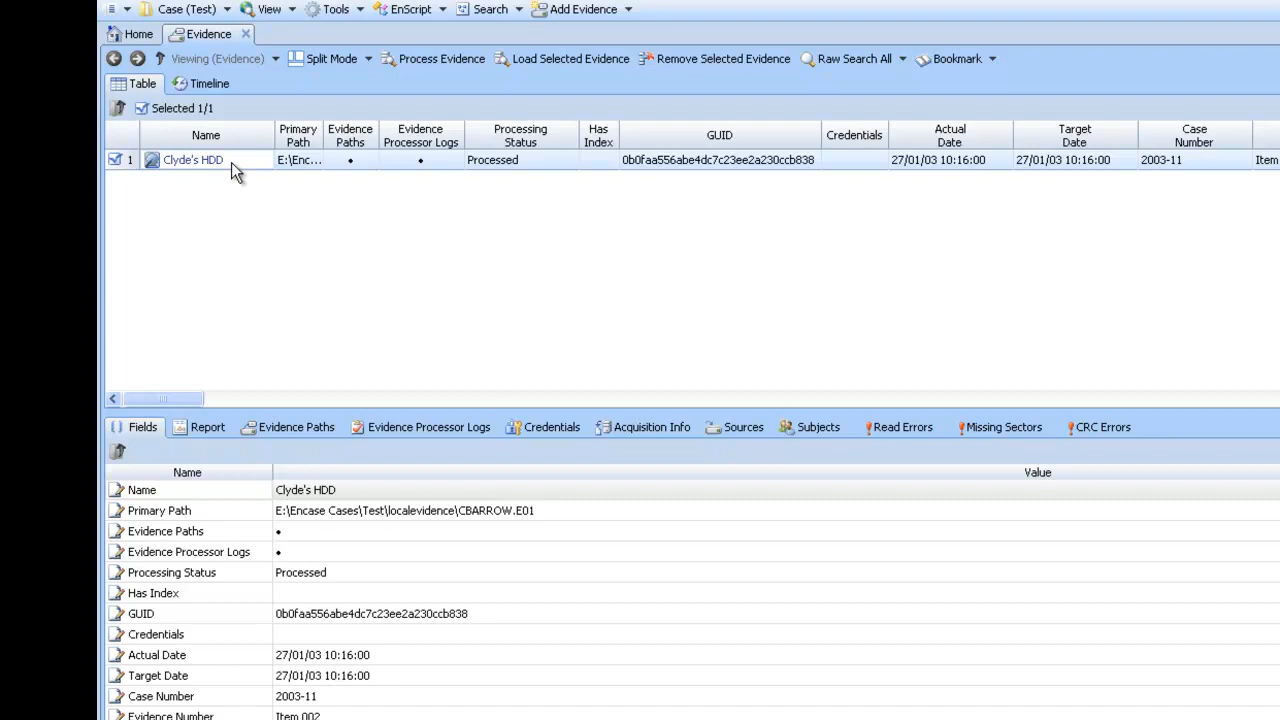 Case (Test) View Tools EnScript Search Add Evidence
Home Evidence
Viewing (Evidence) Split Mode Process Evidence Load Selected Evidence Remove Selected Evidence Raw Search All Bookmark
Table Timeline
Selected 1/1
Name Primary Path Evidence Paths Evidence Processor Logs Processing Status Has Index GUID Credentials Actual Date Target Date Case Number
1 Clyde's HDD E:\Enc... • • Processed 0b0faa556abe4dc7c23ee2a230ccb838 27/01/03 10:16:00 27/01/03 10:16:00 2003-11 Item
Fields Report Evidence Paths Evidence Processor Logs Credentials Acquisition Info Sources Subjects Read Errors Missing Sectors CRC Errors
Name Value
Name Clyde's HDD
Primary Path E:\Encase Cases\Test\localevidence\CBARROW.E01
Evidence Paths •
Evidence Processor Logs •
Processing Status Processed
Has Index
GUID 0b0faa556abe4dc7c23ee2a230ccb838
Credentials
Actual Date 27/01/03 10:16:00
Target Date 27/01/03 10:16:00
Case Number 2003-11
Evidence Number Item 002